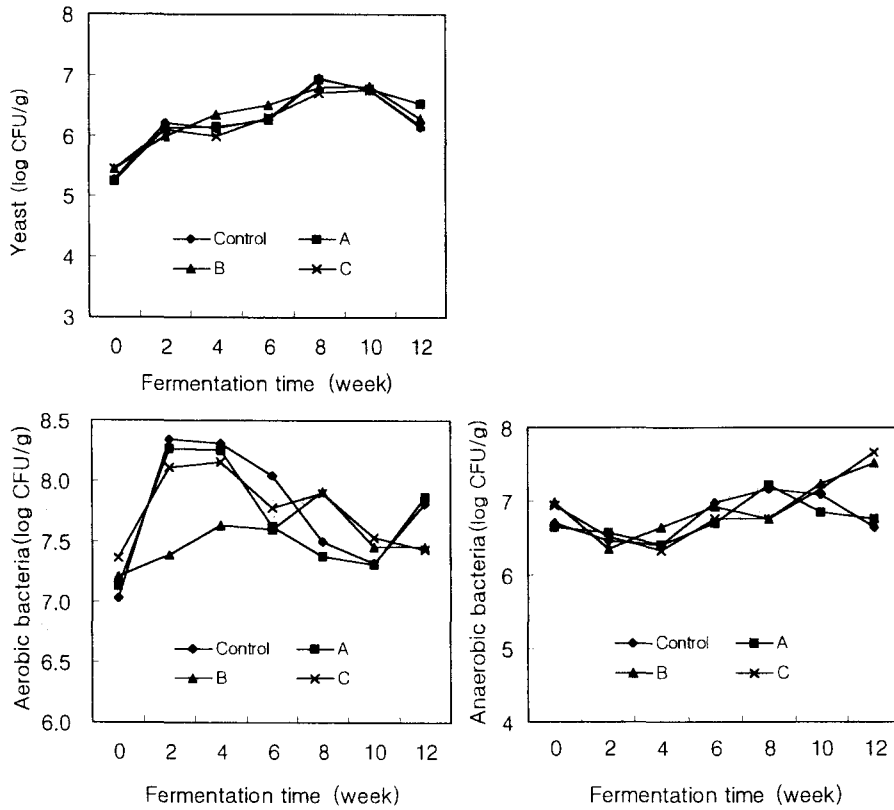 8
7
6
5
4
3
Yeast (log CFU/g)
Control A
B C
0 2 4 6 8 10 12
Fermentation time (week)
8.5
8.0
7.5
7.0
6.5
6.0
Aerobic bacteria(log CFU/g)
Control A
B C
0 2 4 6 8 10 12
Fermentation time (week)
8
7
6
5
4
Anaerobic bacteria(log CFU/g)
Control A
B C
0 2 4 6 8 10 12
Fermentation time (week)